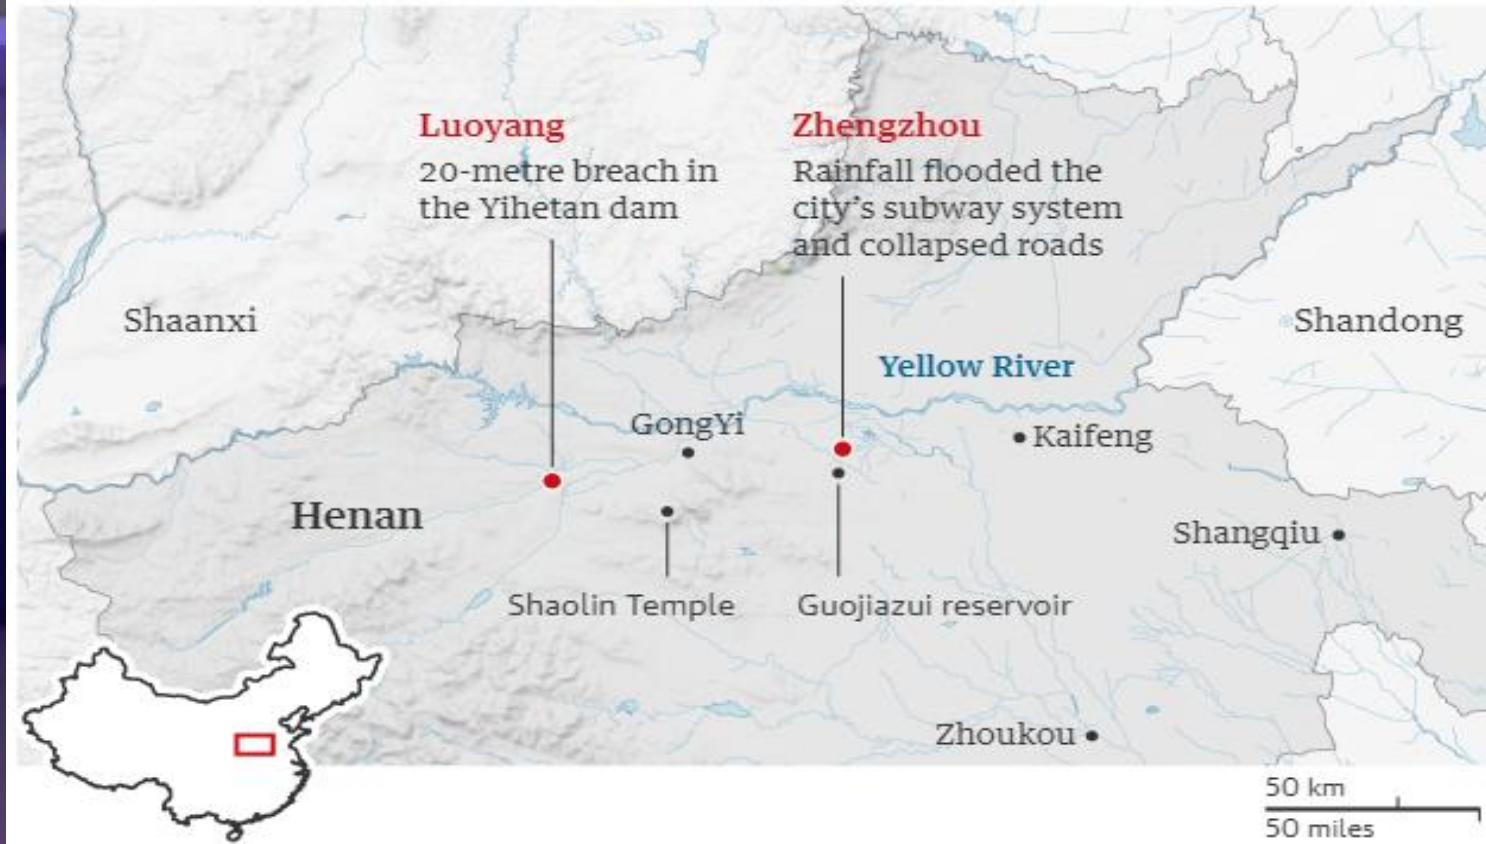 Luoyang
20-metre breach in
the Yihetan dam
Zhengzhou
Rainfall flooded the
city's subway system
and collapsed roads
Shaanxi
Shandong
Yellow River
GongYi
Kaifeng
Henan
Shangqiu
Shaolin Temple
Guojiazui reservoir
Zhoukou
50 km
50 miles